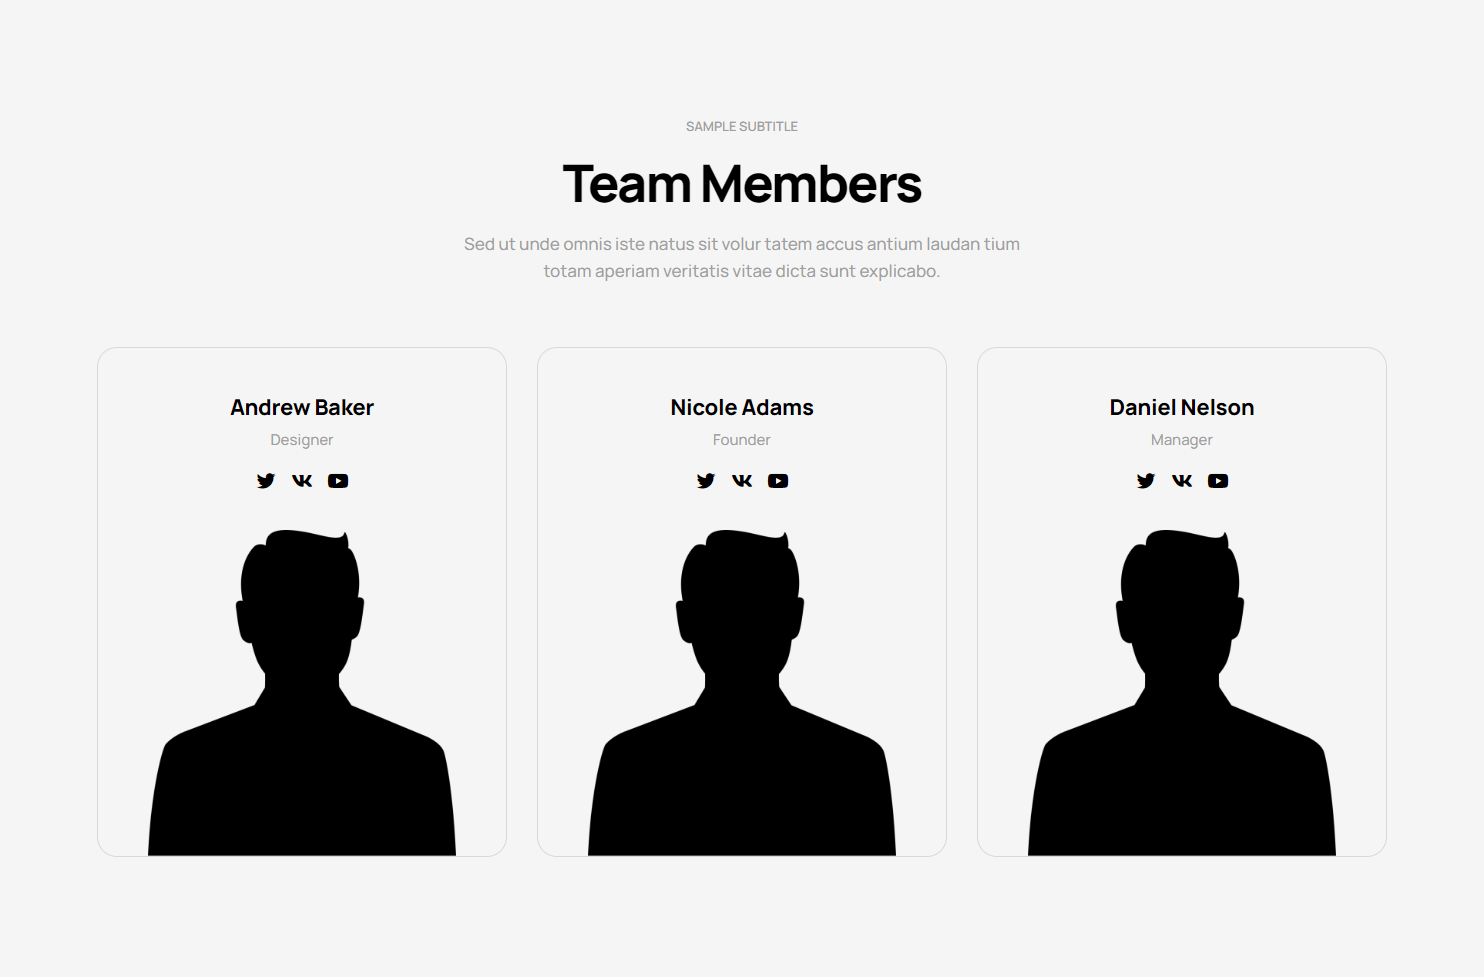 SAMPLE SUBTITLE
Team Members
Sed ut unde omnis iste natus sit volur tatem accus antium laudan tium
totam aperiam veritatis vitae dicta sunt explicabo.
Andrew Baker
Designer
Nicole Adams
Founder
Daniel Nelson
Manager